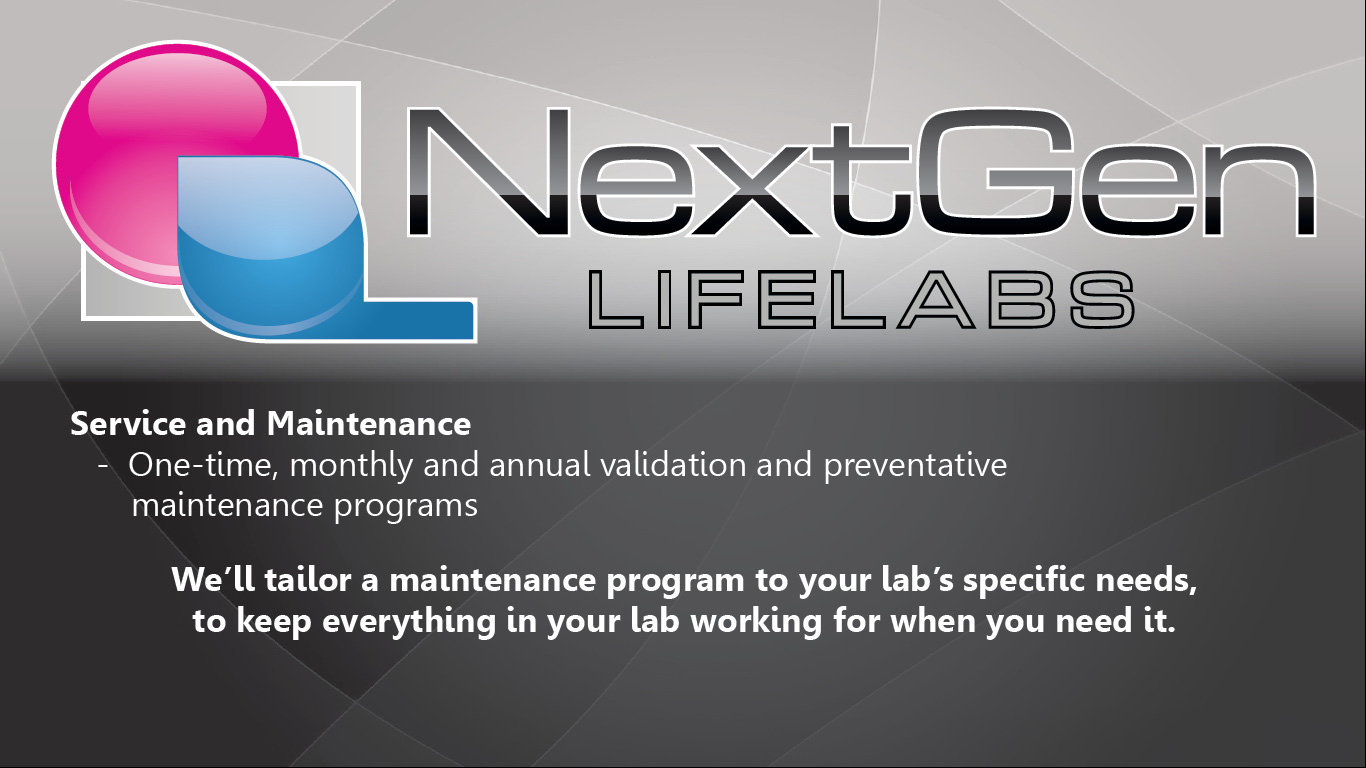 NextGen
LIFELABS
Service and Maintenance
- One-time, monthly and annual validation and preventative
maintenance programs
We’ll tailor a maintenance program to your lab’s specific needs,
to keep everything in your lab working for when you need it.